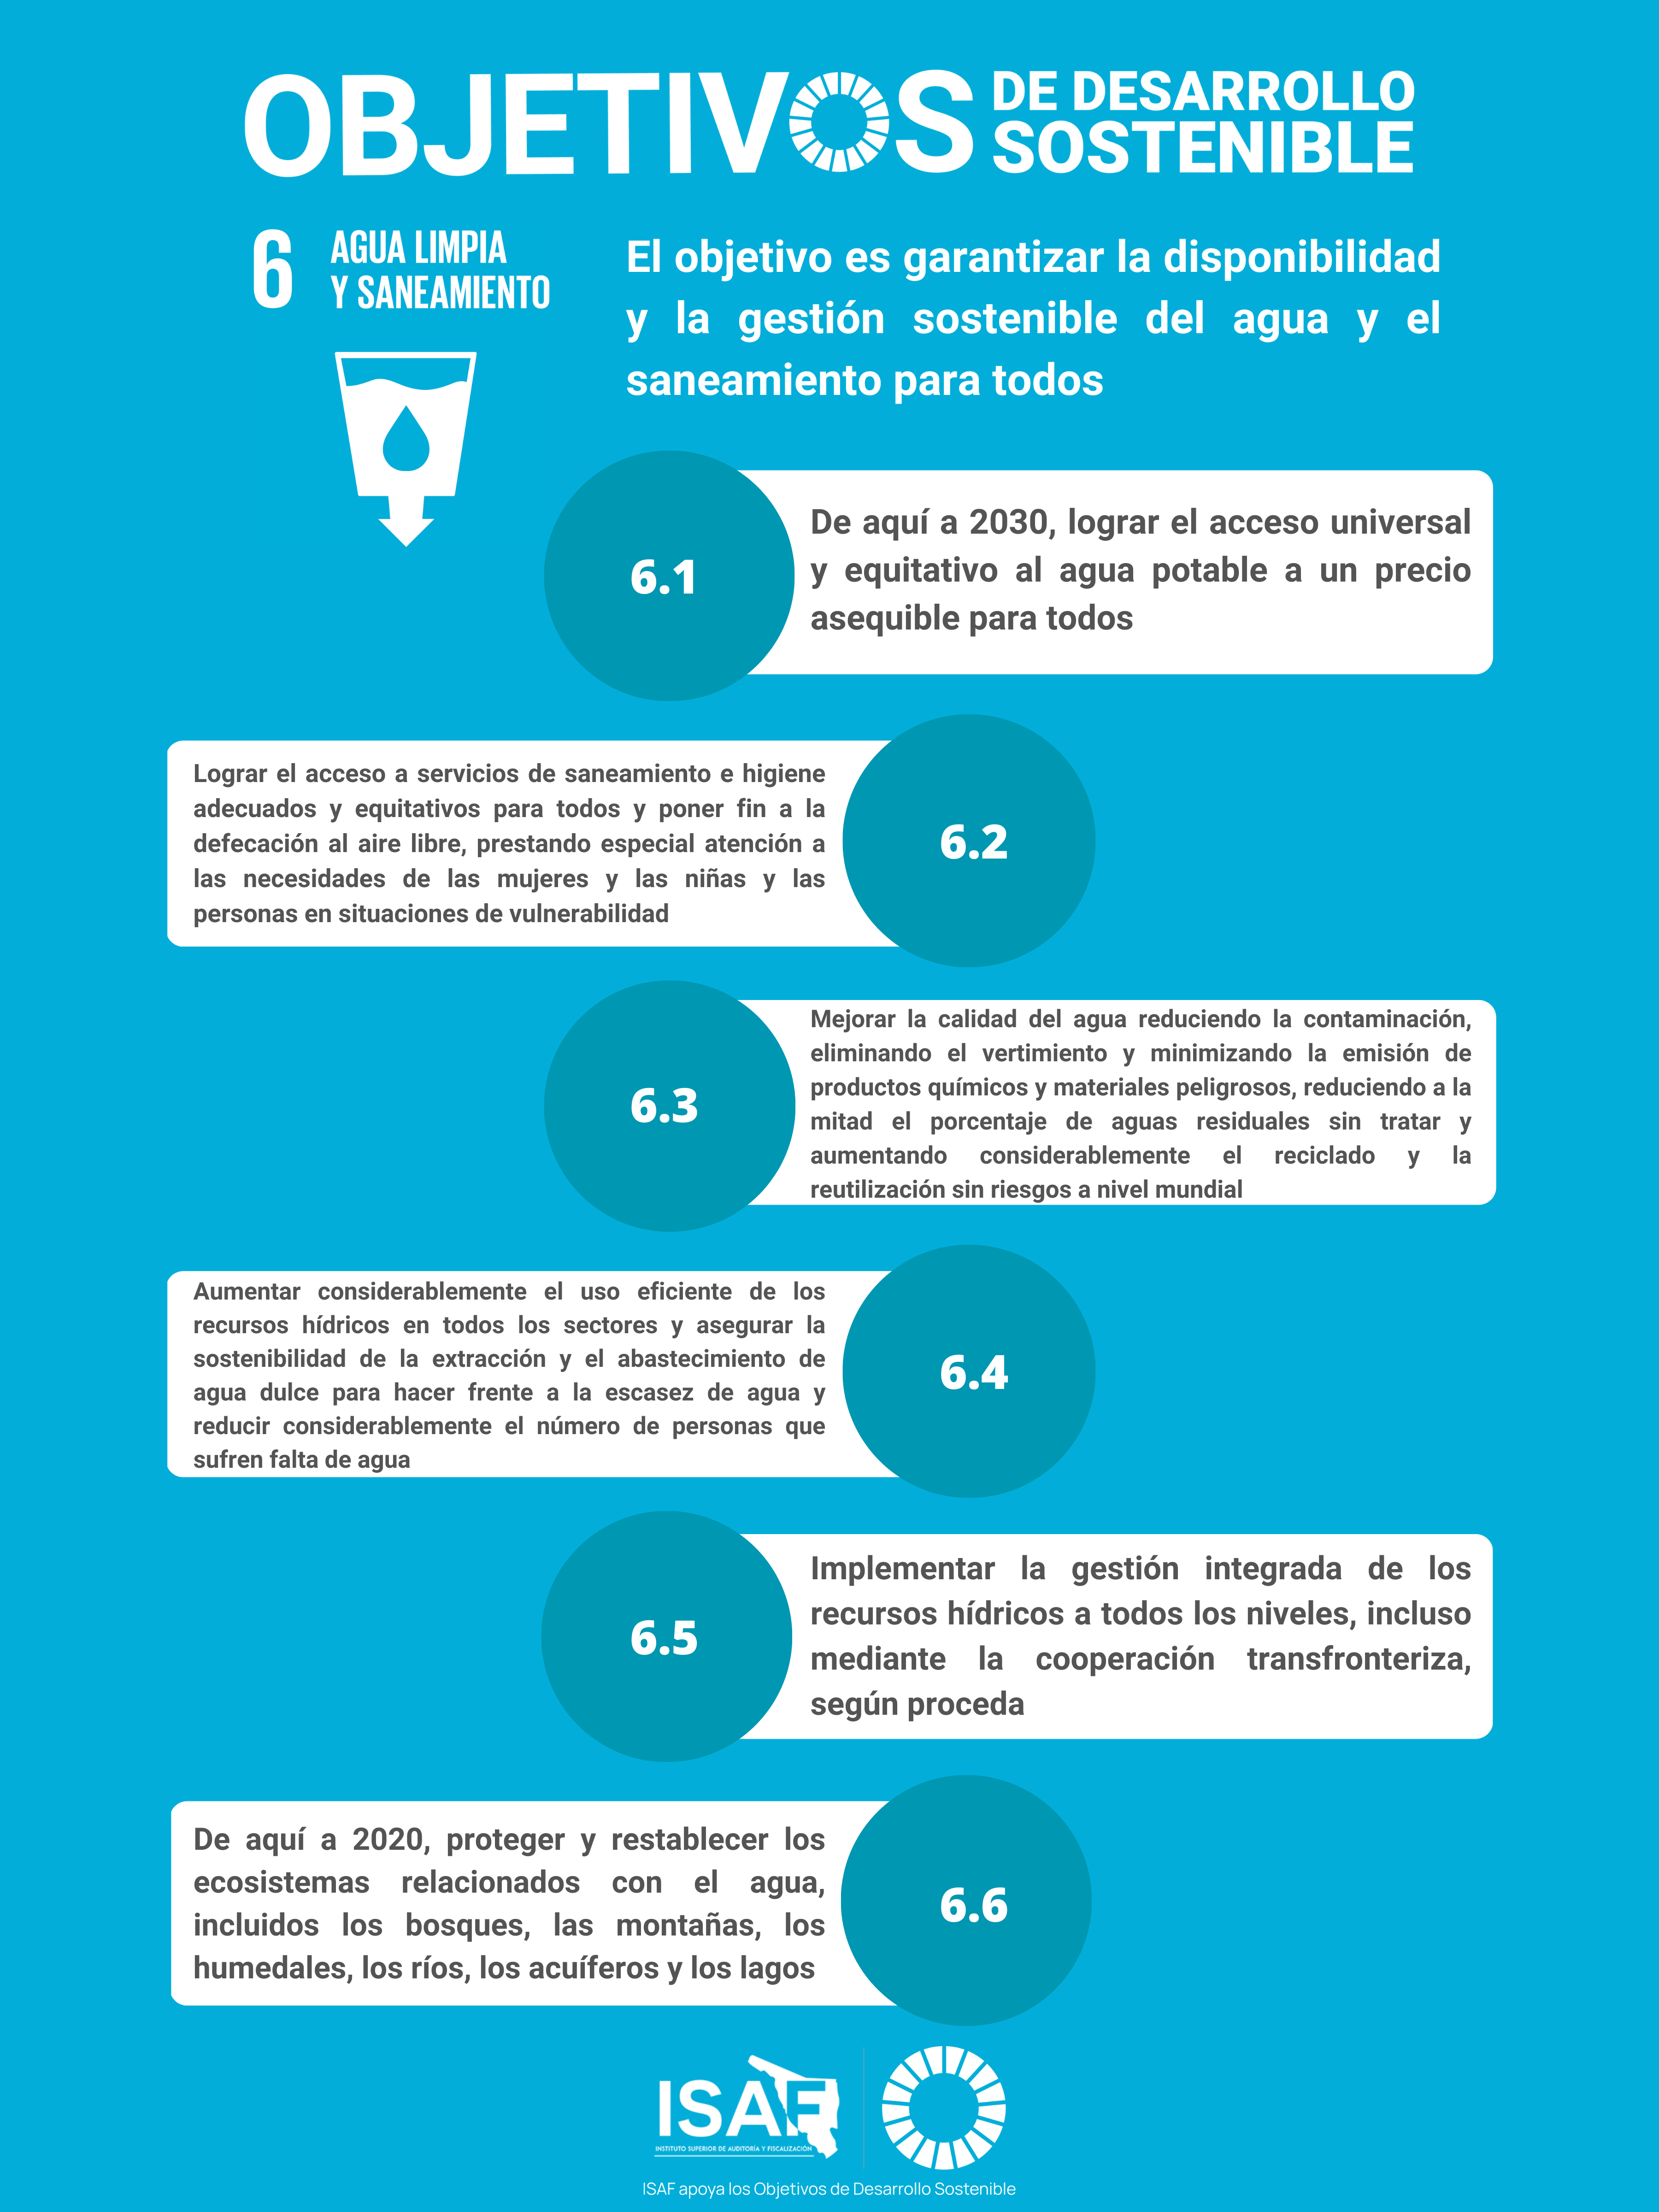 OBJETIVOS DE DESARROLLO
SOSTENIBLE
6 AGUA LIMPIA
Y SANEAMIENTO
El objetivo es garantizar la disponibilidad
y la gestión sostenible del agua y el
saneamiento para todos
6.1
De aquí a 2030, lograr el acceso universal
y equitativo al agua potable a un precio
asequible para todos
Lograr el acceso a servicios de saneamiento e higiene
adecuados y equitativos para todos y poner fin a la
defecación al aire libre, prestando especial atención a
las necesidades de las mujeres y las niñas y las
personas en situaciones de vulnerabilidad
6.2
6.3
Mejorar la calidad del agua reduciendo la contaminación,
eliminando el vertimiento y minimizando la emisión de
productos químicos y materiales peligrosos, reduciendo a la
mitad el porcentaje de aguas residuales sin tratar y
aumentando considerablemente el reciclado y la
reutilización sin riesgos a nivel mundial
Aumentar considerablemente el uso eficiente de los
recursos hídricos en todos los sectores y asegurar la
sostenibilidad de la extracción y el abastecimiento de
agua dulce para hacer frente a la escasez de agua y
reducir considerablemente el número de personas que
sufren falta de agua
6.4
6.5
Implementar la gestión integrada de los
recursos hídricos a todos los niveles, incluso
mediante la cooperación transfronteriza,
según proceda
De aquí a 2020, proteger y restablecer los
ecosistemas relacionados con el agua,
incluidos los bosques, las montañas, los
humedales, los ríos, los acuíferos y los lagos
6.6
ISAF
INSTITUTO SUPERIOR DE AUDITORÍA Y FISCALIZACIÓN
ISAF apoya los Objetivos de Desarrollo Sostenible